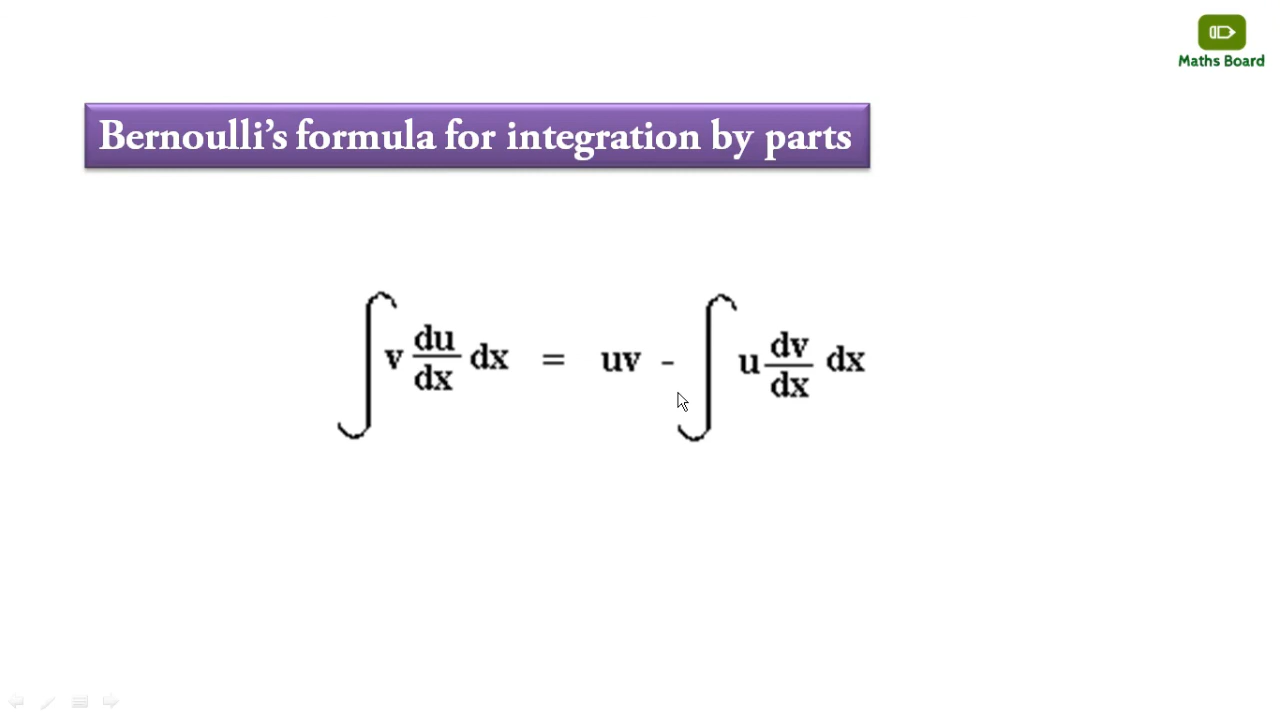 Maths Board
Bernoulli's formula for integration by parts
∫ v du/dx dx = uv - ∫ u dv/dx dx